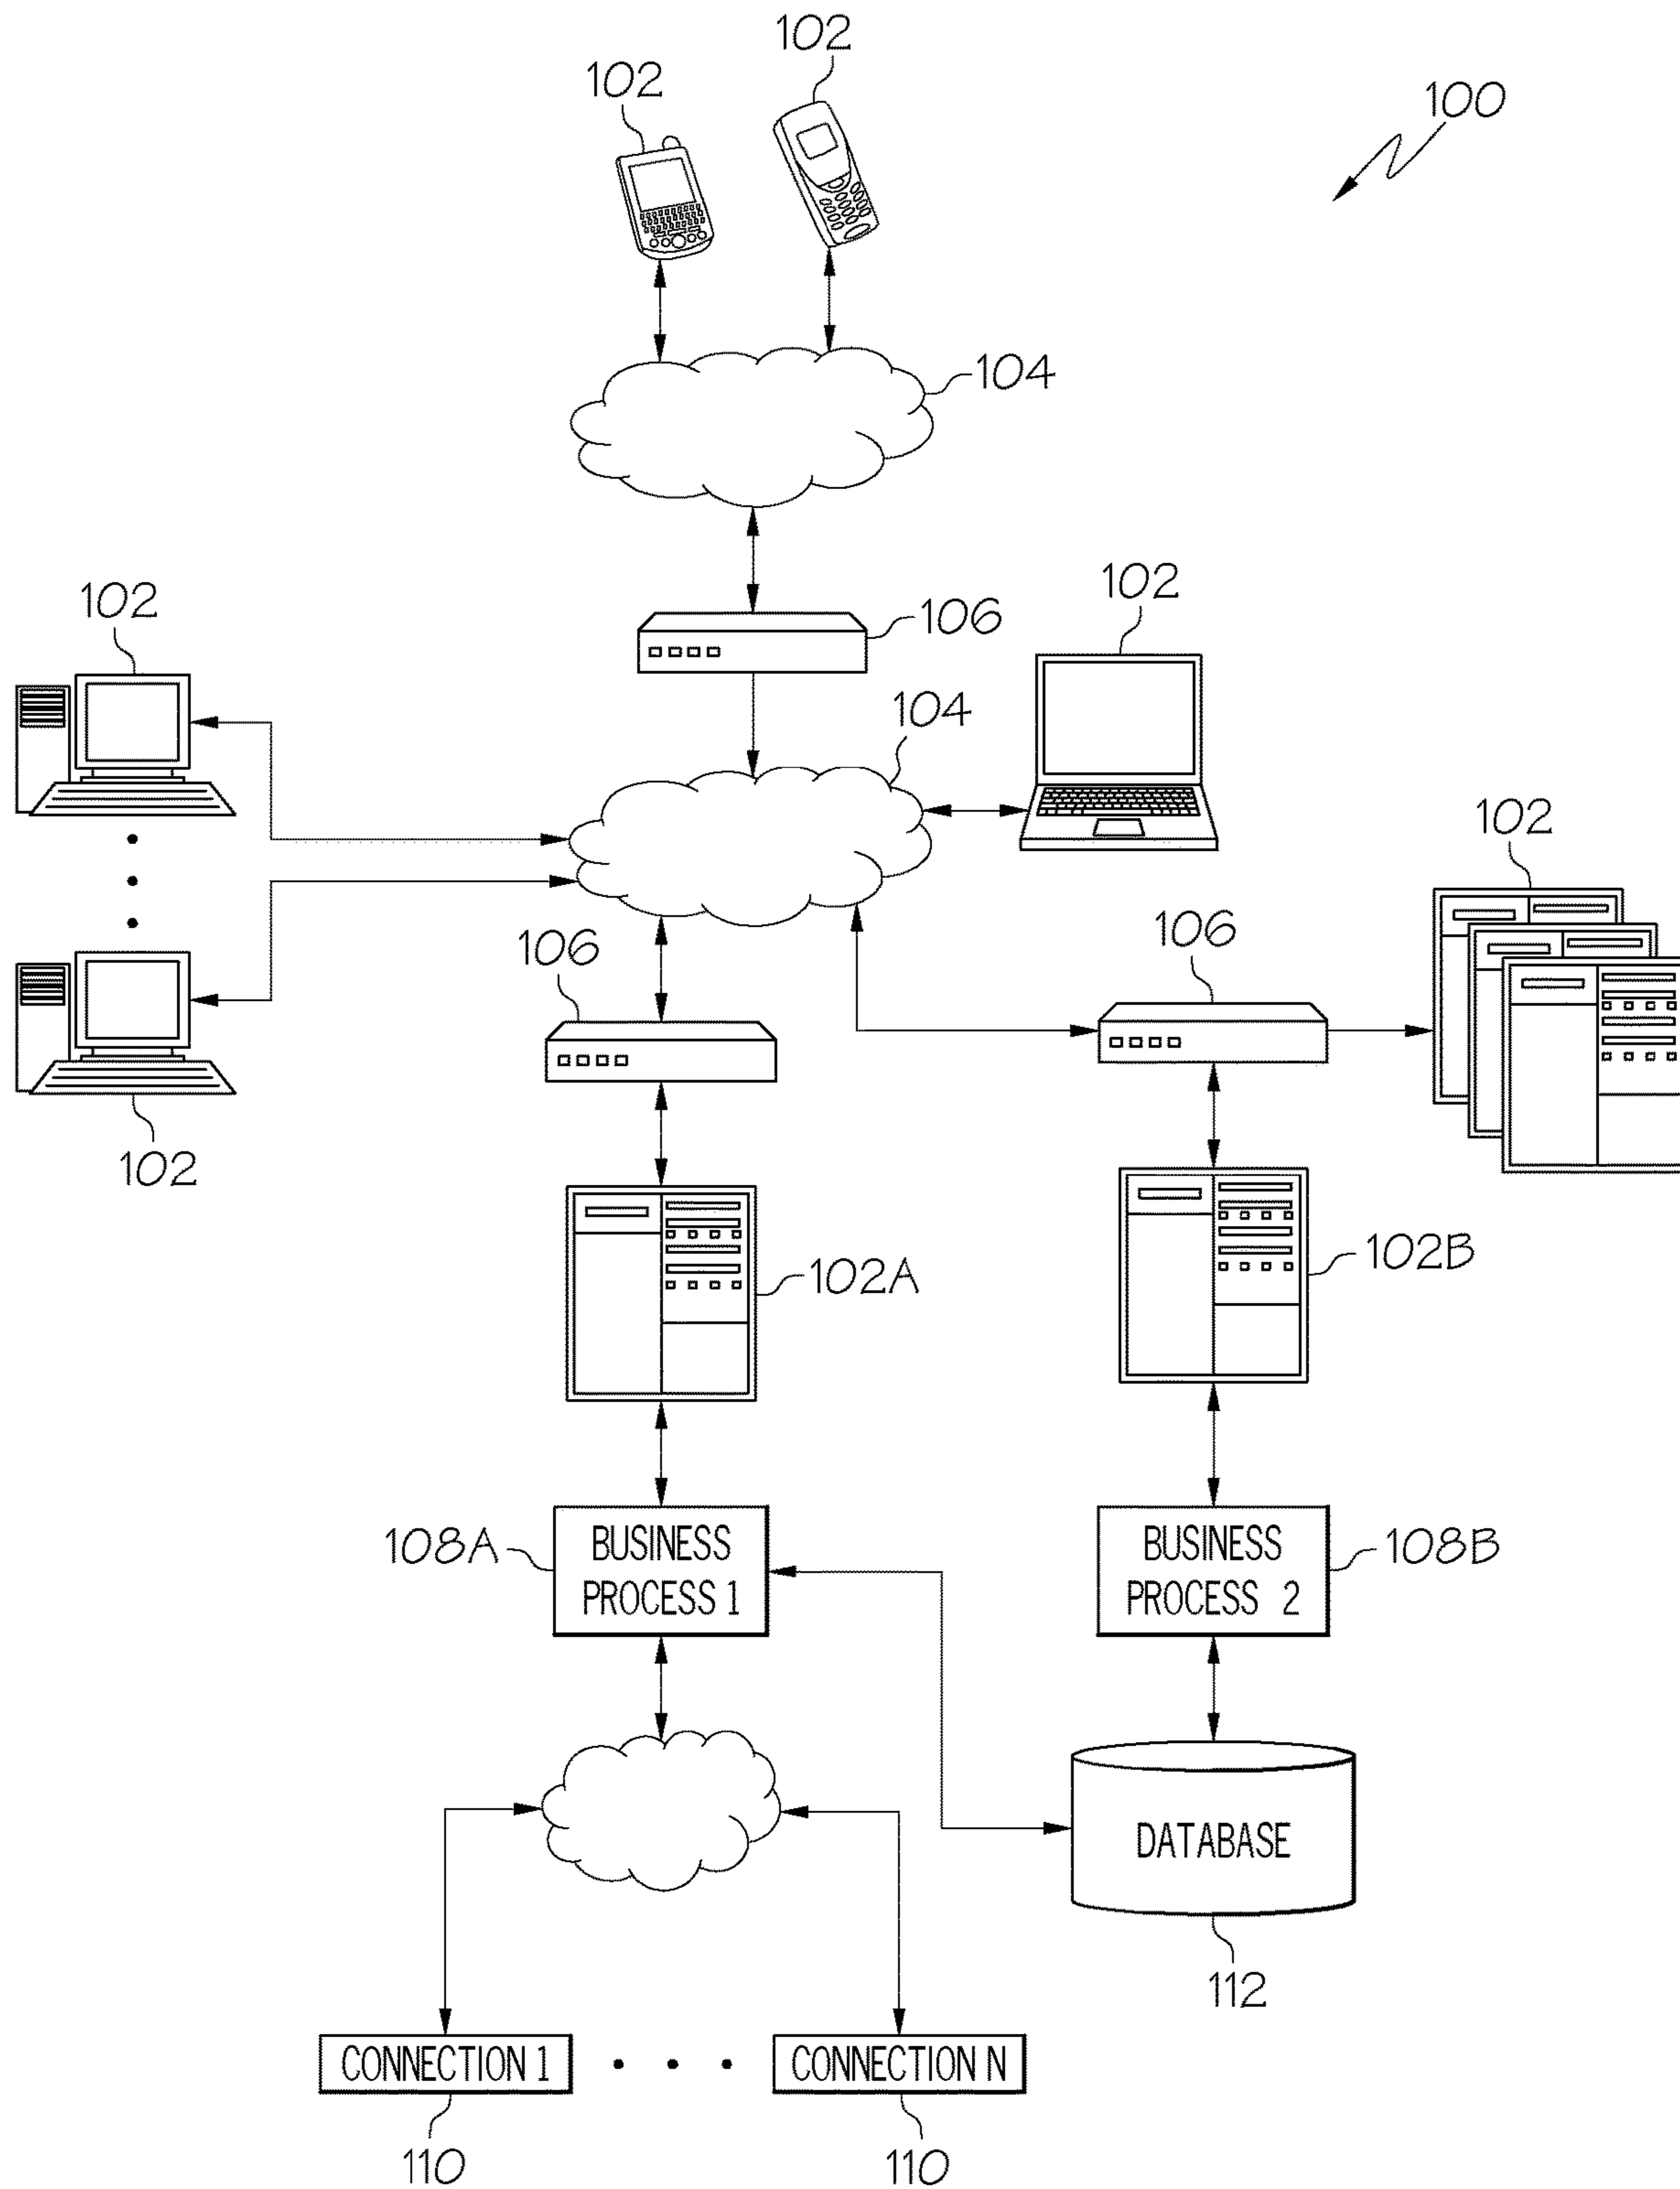 102
102
100
104
106
102
102
104
102
106
106
102
102A
102B
108A
BUSINESS
PROCESS 1
BUSINESS
PROCESS 2
108B
DATABASE
112
CONNECTION 1
CONNECTION N
110
110